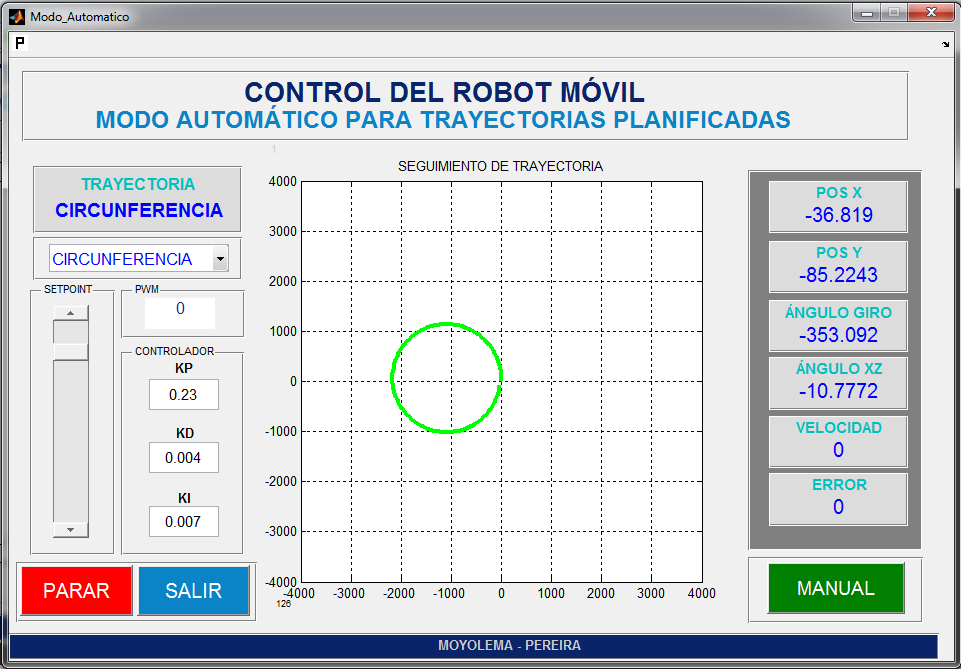 Modo_Automatico
P
CONTROL DEL ROBOT MÓVIL
MODO AUTOMÁTICO PARA TRAYECTORIAS PLANIFICADAS
1
TRAYECTORIA
CIRCUNFERENCIA
CIRCUNFERENCIA
SETPOINT
PWM
0
CONTROLADOR
KP
0.23
KD
0.004
KI
0.007
PARAR
SALIR
SEGUIMIENTO DE TRAYECTORIA
4000
3000
2000
1000
0
-1000
-2000
-3000
-4000
-4000 -3000 -2000 -1000 0 1000 2000 3000 4000
126
POS X
-36.819
POS Y
-85.2243
ÁNGULO GIRO
-353.092
ÁNGULO XZ
-10.7772
VELOCIDAD
0
ERROR
0
MANUAL
MOYOLEMA - PEREIRA